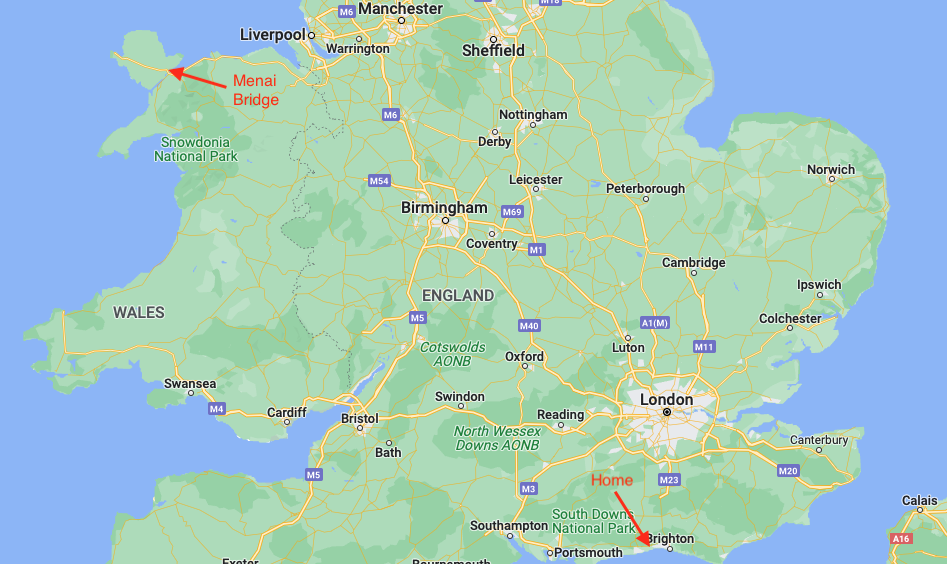 M6
Manchester
M18
Liverpool
Warrington
Sheffield
Menai
Bridge
M6
Nottingham
Derby
Snowdonia
National Park
Norwich
M54
Leicester
Peterborough
Birmingham
M69
Coventry
M1
Cambridge
Ipswich
ENGLAND
WALES
M5
Colchester
M40
A1(M)
M11
Luton
Cotswolds
AONB
Oxford
Swansea
Swindon
London
M4
Cardiff
Bristol
Reading
North Wessex
Downs AONB
Bath
Canterbury
M5
M20
Home
M23
M3
Calais
South Downs
National Park
Southampton
Brighton
A16
Portsmouth
Exeter
Bournemouth